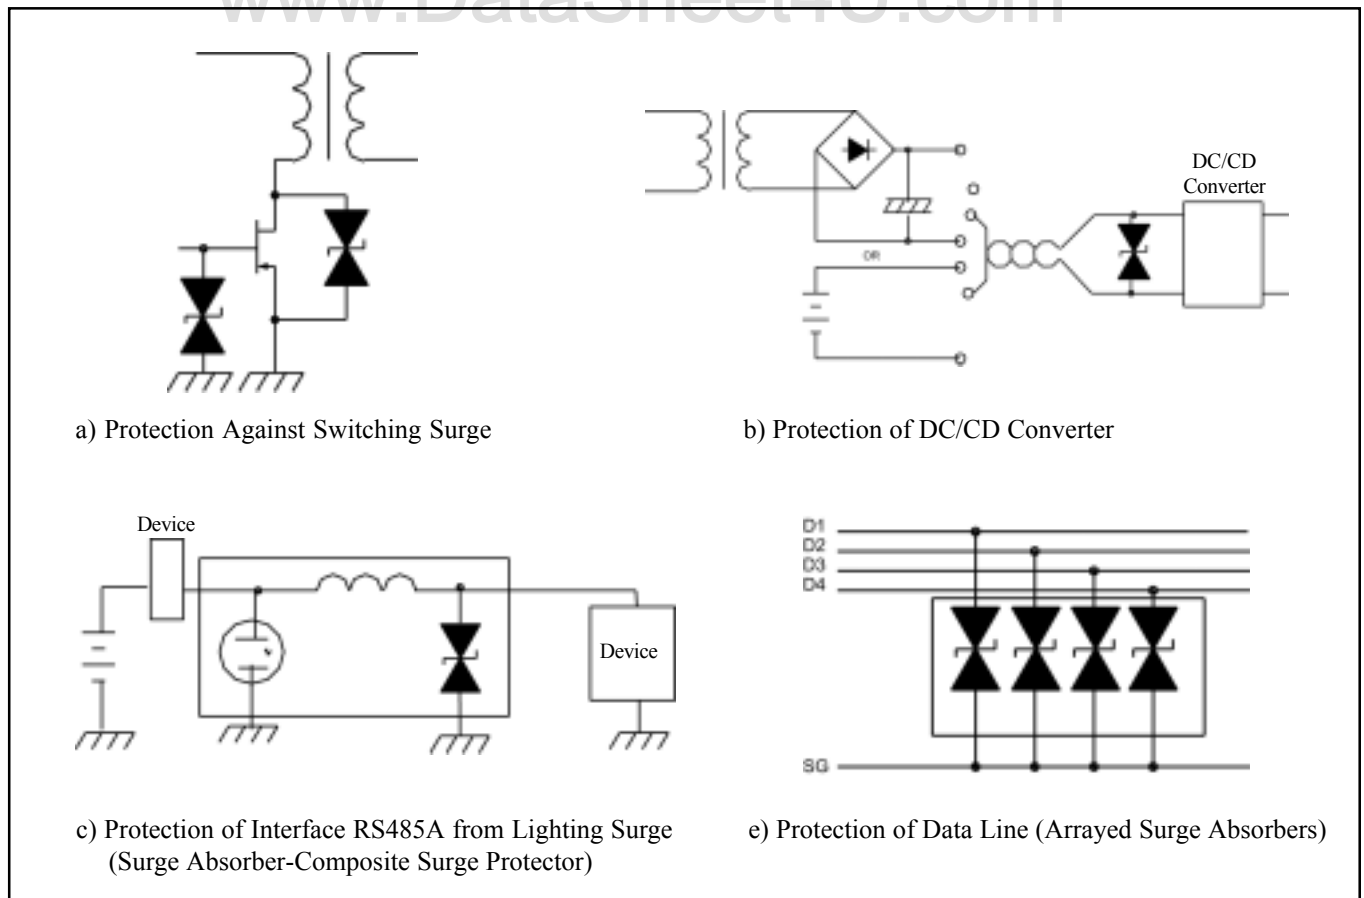 www.DataSheet4U.com
DC/CD
Converter
OR
a) Protection Against Switching Surge
b) Protection of DC/CD Converter
Device
Device
D1
D2
D3
D4
SG
c) Protection of Interface RS485A from Lighting Surge
(Surge Absorber-Composite Surge Protector)
e) Protection of Data Line (Arrayed Surge Absorbers)